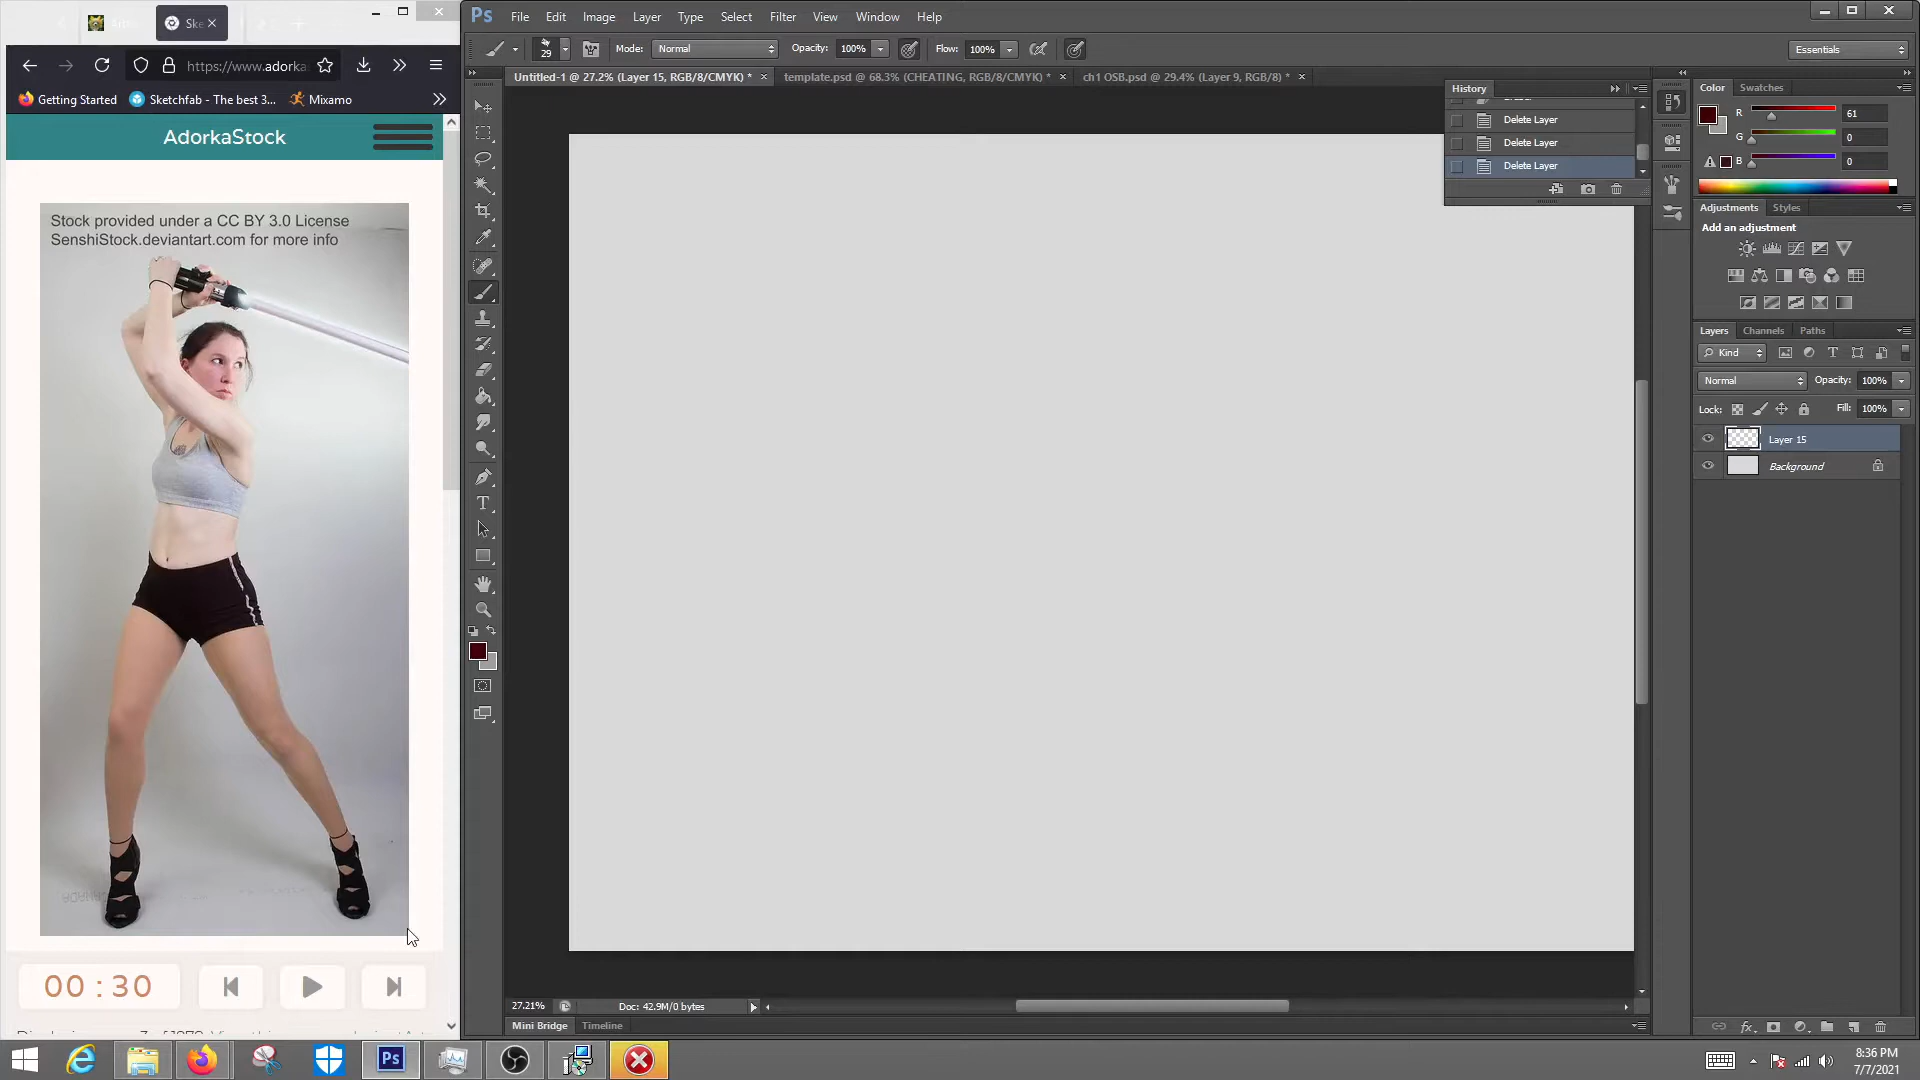 Ske
https://www.adorka
Getting Started
Sketchfab - The best 3...
Mixamo
AdorkaStock
Stock provided under a CC BY 3.0 License
SenshiStock.deviantart.com for more info
00 : 30
Ps
File Edit Image Layer Type Select Filter View Window Help
29
Mode: Normal
Opacity: 100%
Flow: 100%
Essentials
Untitled-1 @ 27.2% (Layer 15, RGB/8/CMYK) *
template.psd @ 68.3% (CHEATING, RGB/8/CMYK) *
ch1 OSB.psd @ 29.4% (Layer 9, RGB/8) *
History
Delete Layer
Delete Layer
Delete Layer
Color Swatches
R 61
G 0
B 0
Adjustments Styles
Add an adjustment
Layers Channels Paths
Kind
Normal
Opacity: 100%
Lock:
Fill: 100%
Layer 15
Background
27.21%
Doc: 42.9M/0 bytes
Mini Bridge Timeline
Ps
8:36 PM
7/7/2021